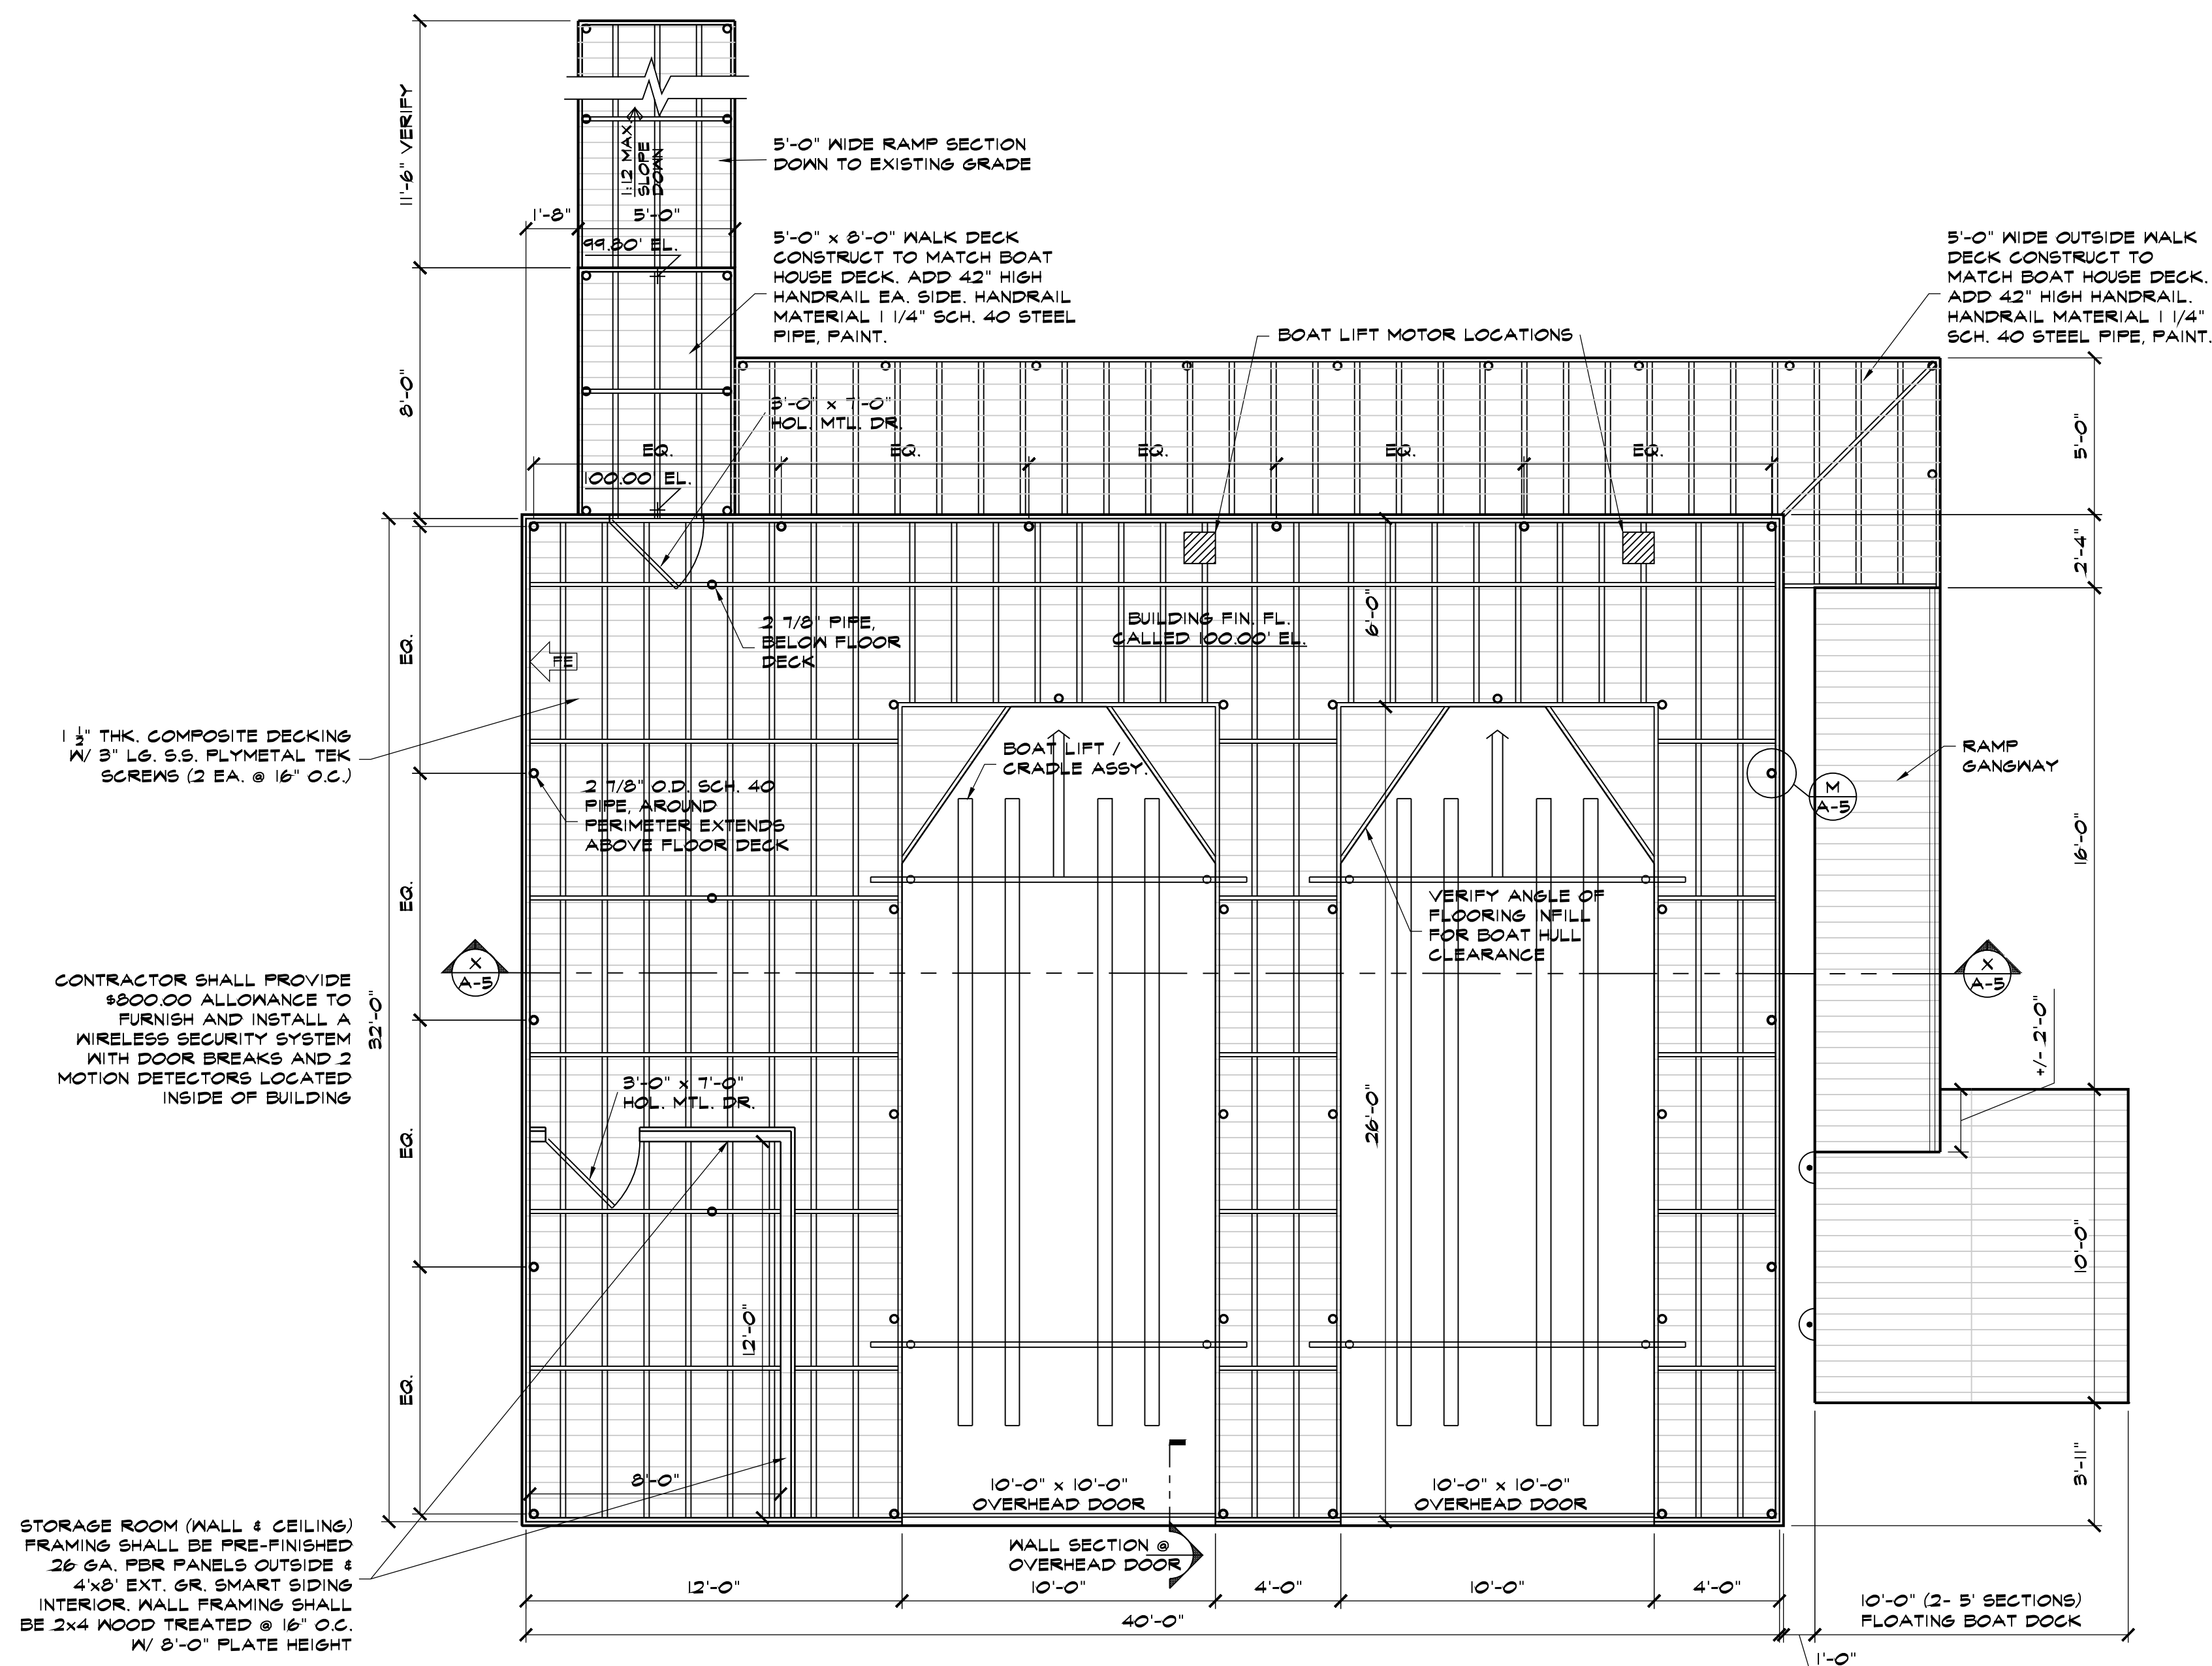 11'-6" VERIFY
1:12 MAX.
SLOPE
DOWN
5'-0" WIDE RAMP SECTION
DOWN TO EXISTING GRADE
1'-8"
5'-0"
99.80' EL.
5'-0" x 8'-0" WALK DECK
CONSTRUCT TO MATCH BOAT
HOUSE DECK. ADD 42" HIGH
HANDRAIL EA. SIDE. HANDRAIL
MATERIAL 1 1/4" SCH. 40 STEEL
PIPE, PAINT.
5'-0" WIDE OUTSIDE WALK
DECK CONSTRUCT TO
MATCH BOAT HOUSE DECK.
ADD 42" HIGH HANDRAIL.
HANDRAIL MATERIAL 1 1/4"
SCH. 40 STEEL PIPE, PAINT.
BOAT LIFT MOTOR LOCATIONS
8'-0"
3'-0" x 7'-0"
HOL. MTL. DR.
EQ.
EQ.
EQ.
EQ.
EQ.
100.00' EL.
5'-0"
2'-4"
EQ.
2 7/8" PIPE,
BELOW FLOOR
DECK
BUILDING FIN. FL.
CALLED 100.00' EL.
6'-0"
FE
1 1/2" THK. COMPOSITE DECKING
W/ 3" LG. S.S. PLYMETAL TEK
SCREWS (2 EA. @ 16" O.C.)
2 7/8" O.D. SCH. 40
PIPE, AROUND
PERIMETER EXTENDS
ABOVE FLOOR DECK
BOAT LIFT /
CRADLE ASSY.
RAMP
GANGWAY
M
A-5
16'-0"
EQ.
VERIFY ANGLE OF
FLOORING INFILL
FOR BOAT HULL
CLEARANCE
X
A-5
X
A-5
CONTRACTOR SHALL PROVIDE
$800.00 ALLOWANCE TO
FURNISH AND INSTALL A
WIRELESS SECURITY SYSTEM
WITH DOOR BREAKS AND 2
MOTION DETECTORS LOCATED
INSIDE OF BUILDING
32'-0"
+/- 2'-0"
3'-0" x 7'-0"
HOL. MTL. DR.
EQ.
26'-0"
10'-0"
12'-0"
EQ.
8'-0"
10'-0" x 10'-0"
OVERHEAD DOOR
10'-0" x 10'-0"
OVERHEAD DOOR
3'-11"
STORAGE ROOM (WALL & CEILING)
FRAMING SHALL BE PRE-FINISHED
26 GA. PBR PANELS OUTSIDE &
4'x8' EXT. GR. SMART SIDING
INTERIOR. WALL FRAMING SHALL
BE 2x4 WOOD TREATED @ 16" O.C.
W/ 8'-0" PLATE HEIGHT
WALL SECTION @
OVERHEAD DOOR
12'-0"
10'-0"
4'-0"
10'-0"
4'-0"
40'-0"
10'-0" (2- 5' SECTIONS)
FLOATING BOAT DOCK
1'-0"